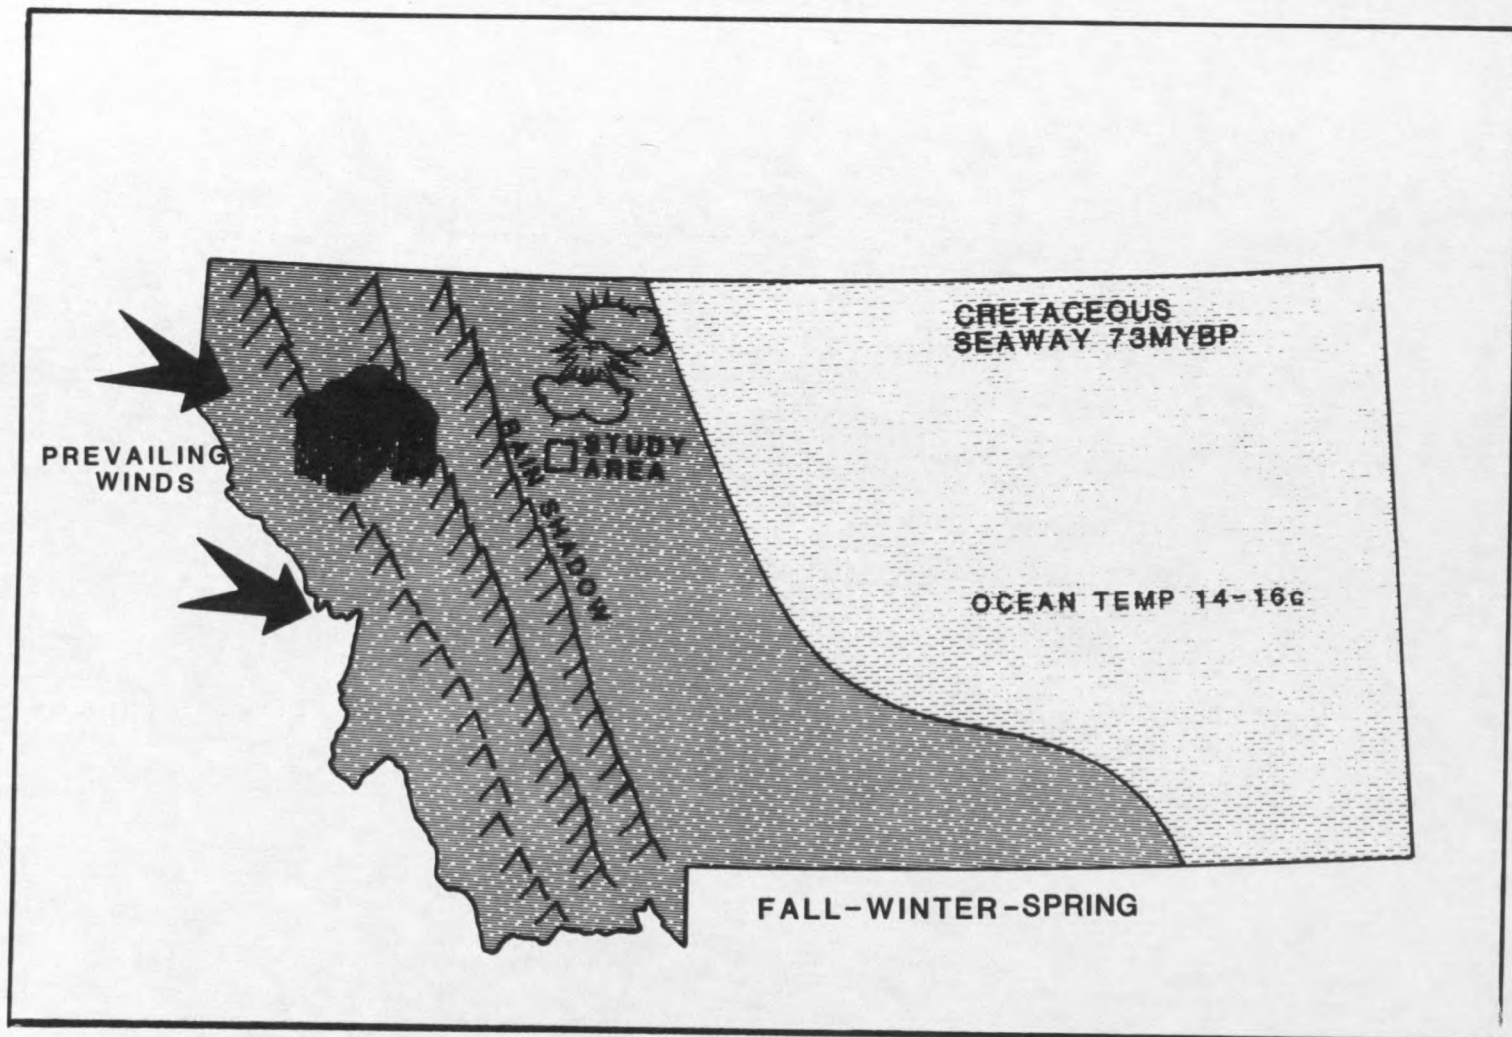 CRETACEOUS
SEAWAY 73MYBP
PREVAILING
WINDS
RAIN SHADOW
STUDY
AREA
OCEAN TEMP 14-16c
FALL-WINTER-SPRING